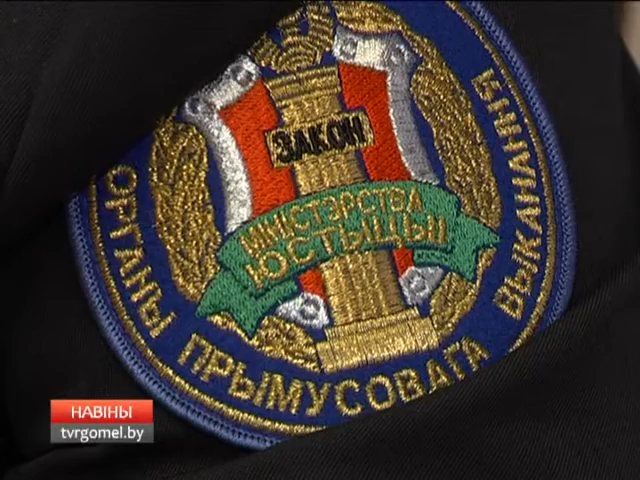 ЗАКОН
МІНІСТЭРСТВА
ЮСТЫЦЫІ
ОРГАНЫ ПРЫМУСОВАГА ВЫКАНАННЯ
НАВІНЫ
tvrgomel.by